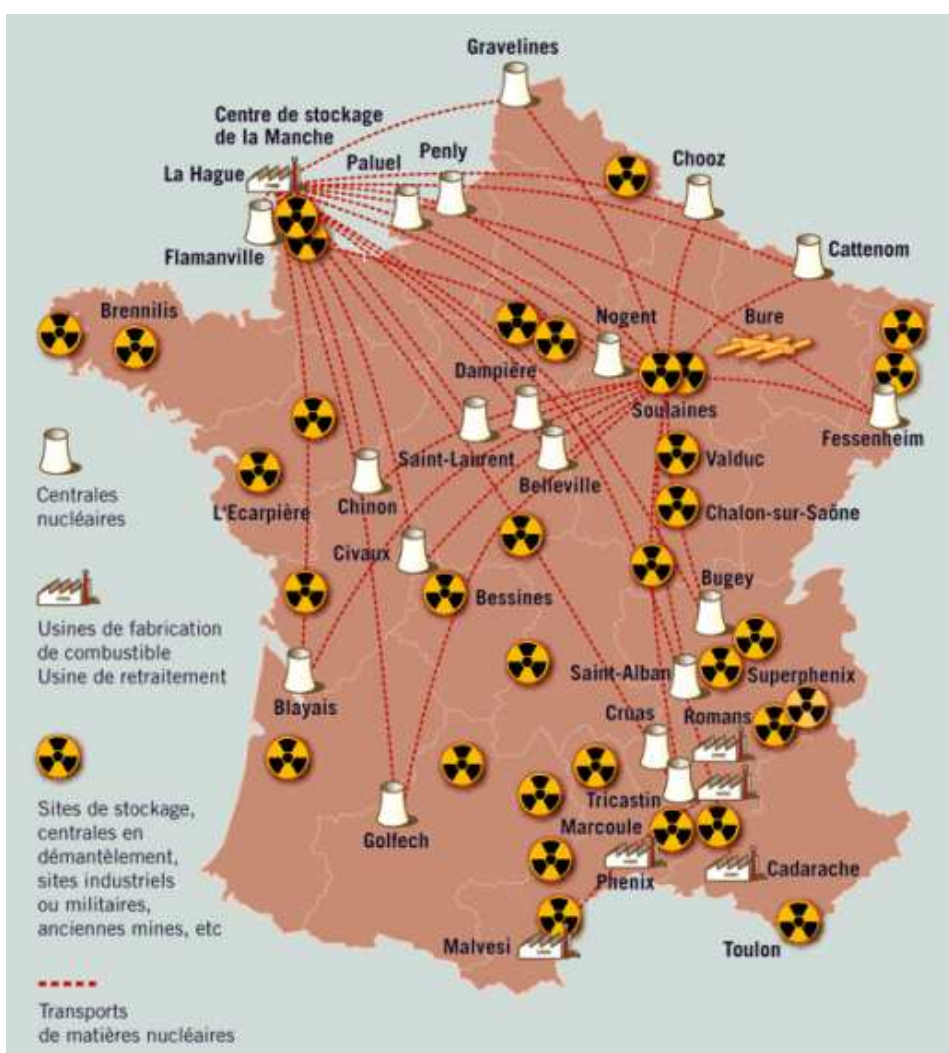 Gravelines
Centre de stockage
de la Manche
La Hague
Paluel
Penly
Chooz
Flamanville
Cattenom
Brennilis
Nogent
Bure
Dampière
Soulaines
Fessenheim
Saint-Laurent
Belleville
Valduc
L'Ecarpière
Chinon
Chalon-sur-Saône
Civaux
Bessines
Bugey
Saint-Alban
Superphenix
Blayais
Cruas
Romans
Tricastin
Golfech
Marcoule
Phenix
Cadarache
Malvesi
Toulon
Centrales
nucléaires
Usines de fabrication
de combustible
Usine de retraitement
Sites de stockage,
centrales en
démantèlement,
sites industriels
ou militaires,
anciennes mines, etc
Transports
de matières nucléaires